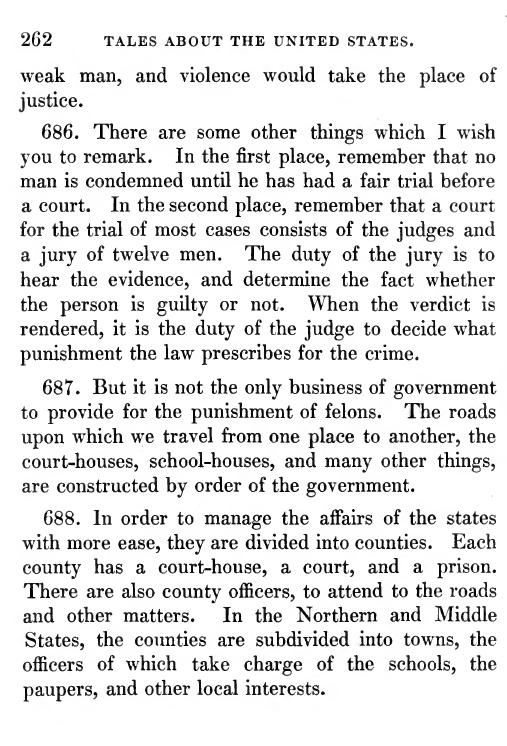 262 TALES ABOUT THE UNITED STATES.
weak man, and violence would take the place of
justice.
686. There are some other things which I wish
you to remark. In the first place, remember that no
man is condemned until he has had a fair trial before
a court. In the second place, remember that a court
for the trial of most cases consists of the judges and
a jury of twelve men. The duty of the jury is to
hear the evidence, and determine the fact whether
the person is guilty or not. When the verdict is
rendered, it is the duty of the judge to decide what
punishment the law prescribes for the crime.
687. But it is not the only business of government
to provide for the punishment of felons. The roads
upon which we travel from one place to another, the
court-houses, school-houses, and many other things,
are constructed by order of the government.
688. In order to manage the affairs of the states
with more ease, they are divided into counties. Each
county has a court-house, a court, and a prison.
There are also county officers, to attend to the roads
and other matters. In the Northern and Middle
States, the counties are subdivided into towns, the
officers of which take charge of the schools, the
paupers, and other local interests.